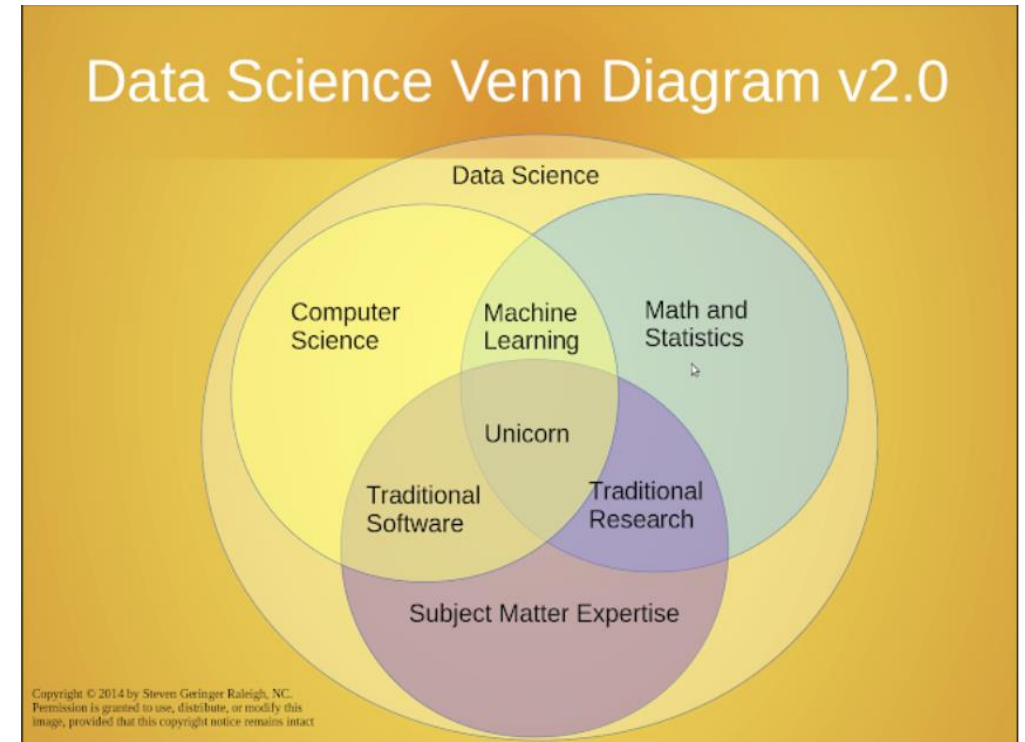 Data Science Venn Diagram v2.0
Data Science
Computer
Science
Machine
Learning
Math and
Statistics
Unicorn
Traditional
Software
Traditional
Research
Subject Matter Expertise
Copyright © 2014 by Steven Geringer Raleigh, NC.
Permission is granted to use, distribute, or modify this
image, provided that this copyright notice remains intact